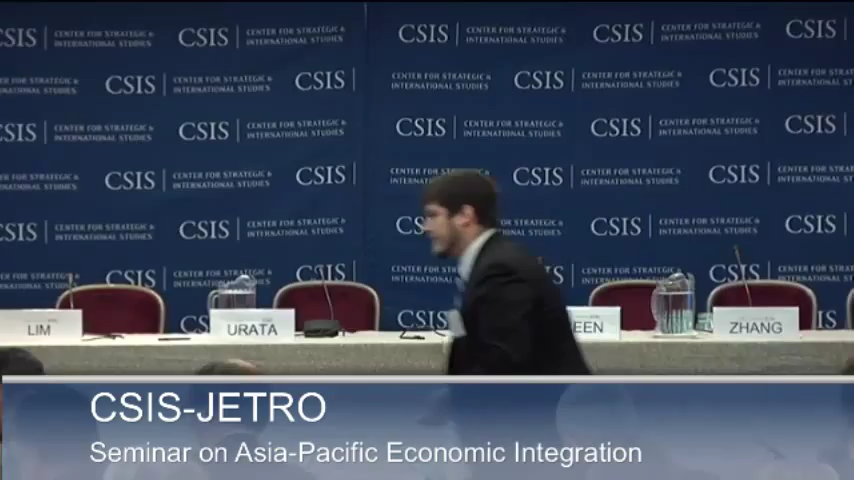 CSIS CENTER FOR STRATEGIC & INTERNATIONAL STUDIES
LIM
URATA
EEN
ZHANG
CSIS-JETRO
Seminar on Asia-Pacific Economic Integration